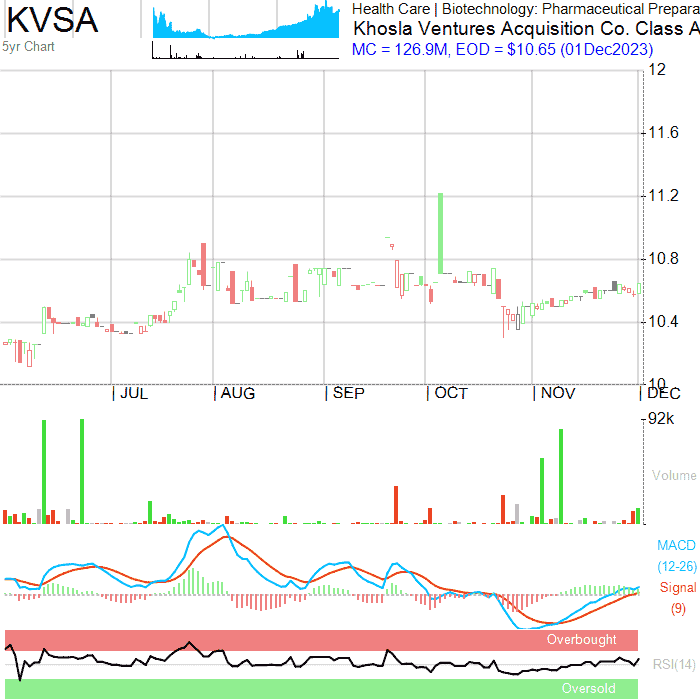 KVSA
5yr Chart
Health Care | Biotechnology: Pharmaceutical Prepara
Khosla Ventures Acquisition Co. Class A
MC = 126.9M, EOD = $10.65 (01Dec2023)
12
11.6
11.2
10.8
10.4
10
JUL
AUG
SEP
OCT
NOV
DEC
92k
Volume
MACD
(12-26)
Signal
(9)
Overbought
RSI(14)
Oversold